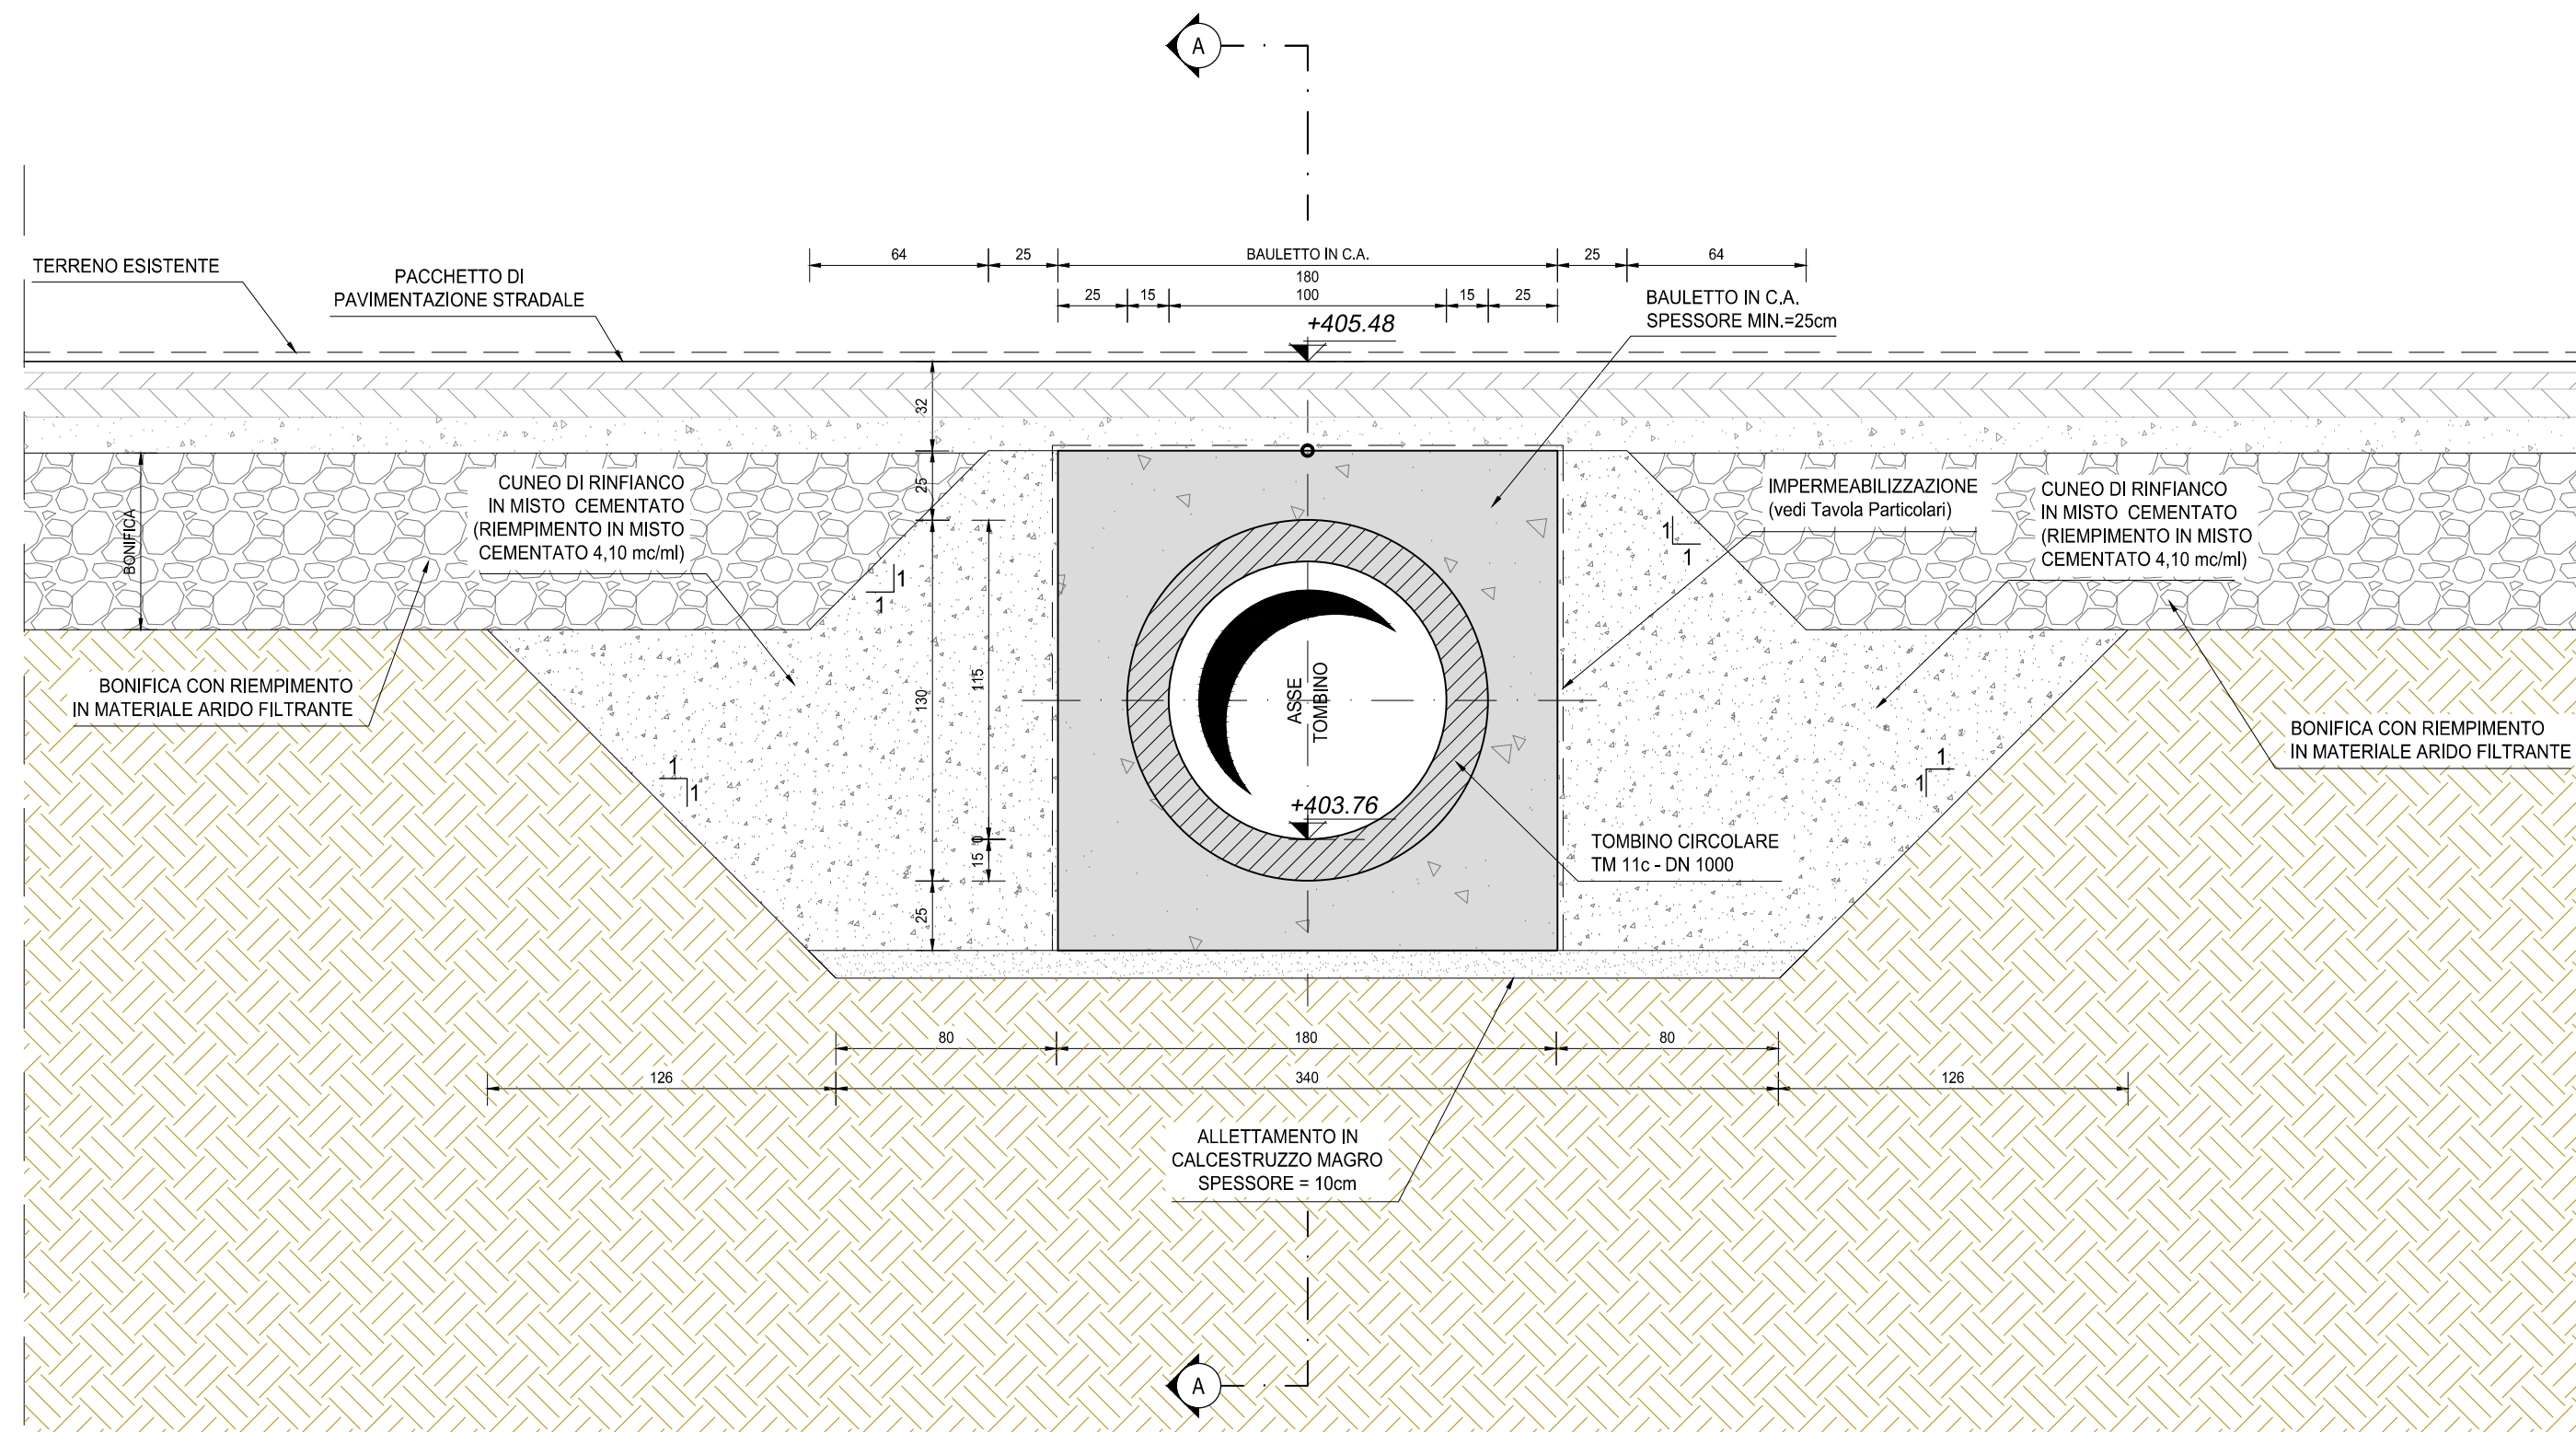 A
TERRENO ESISTENTE
PACCHETTO DI
PAVIMENTAZIONE STRADALE
64
25
BAULETTO IN C.A.
180
25
64
25
15
100
15
25
+405.48
BAULETTO IN C.A.
SPESSORE MIN.=25cm
32
25
130
25
115
0
15
BONIFICA
CUNEO DI RINFIANCO
IN MISTO CEMENTATO
(RIEMPIMENTO IN MISTO
CEMENTATO 4,10 mc/ml)
1
1
1
1
IMPERMEABILIZZAZIONE
(vedi Tavola Particolari)
CUNEO DI RINFIANCO
IN MISTO CEMENTATO
(RIEMPIMENTO IN MISTO
CEMENTATO 4,10 mc/ml)
BONIFICA CON RIEMPIMENTO
IN MATERIALE ARIDO FILTRANTE
ASSE
TOMBINO
BONIFICA CON RIEMPIMENTO
IN MATERIALE ARIDO FILTRANTE
1
1
1
1
+403.76
TOMBINO CIRCOLARE
TM 11c - DN 1000
80
180
80
126
340
126
ALLETTAMENTO IN
CALCESTRUZZO MAGRO
SPESSORE = 10cm
A